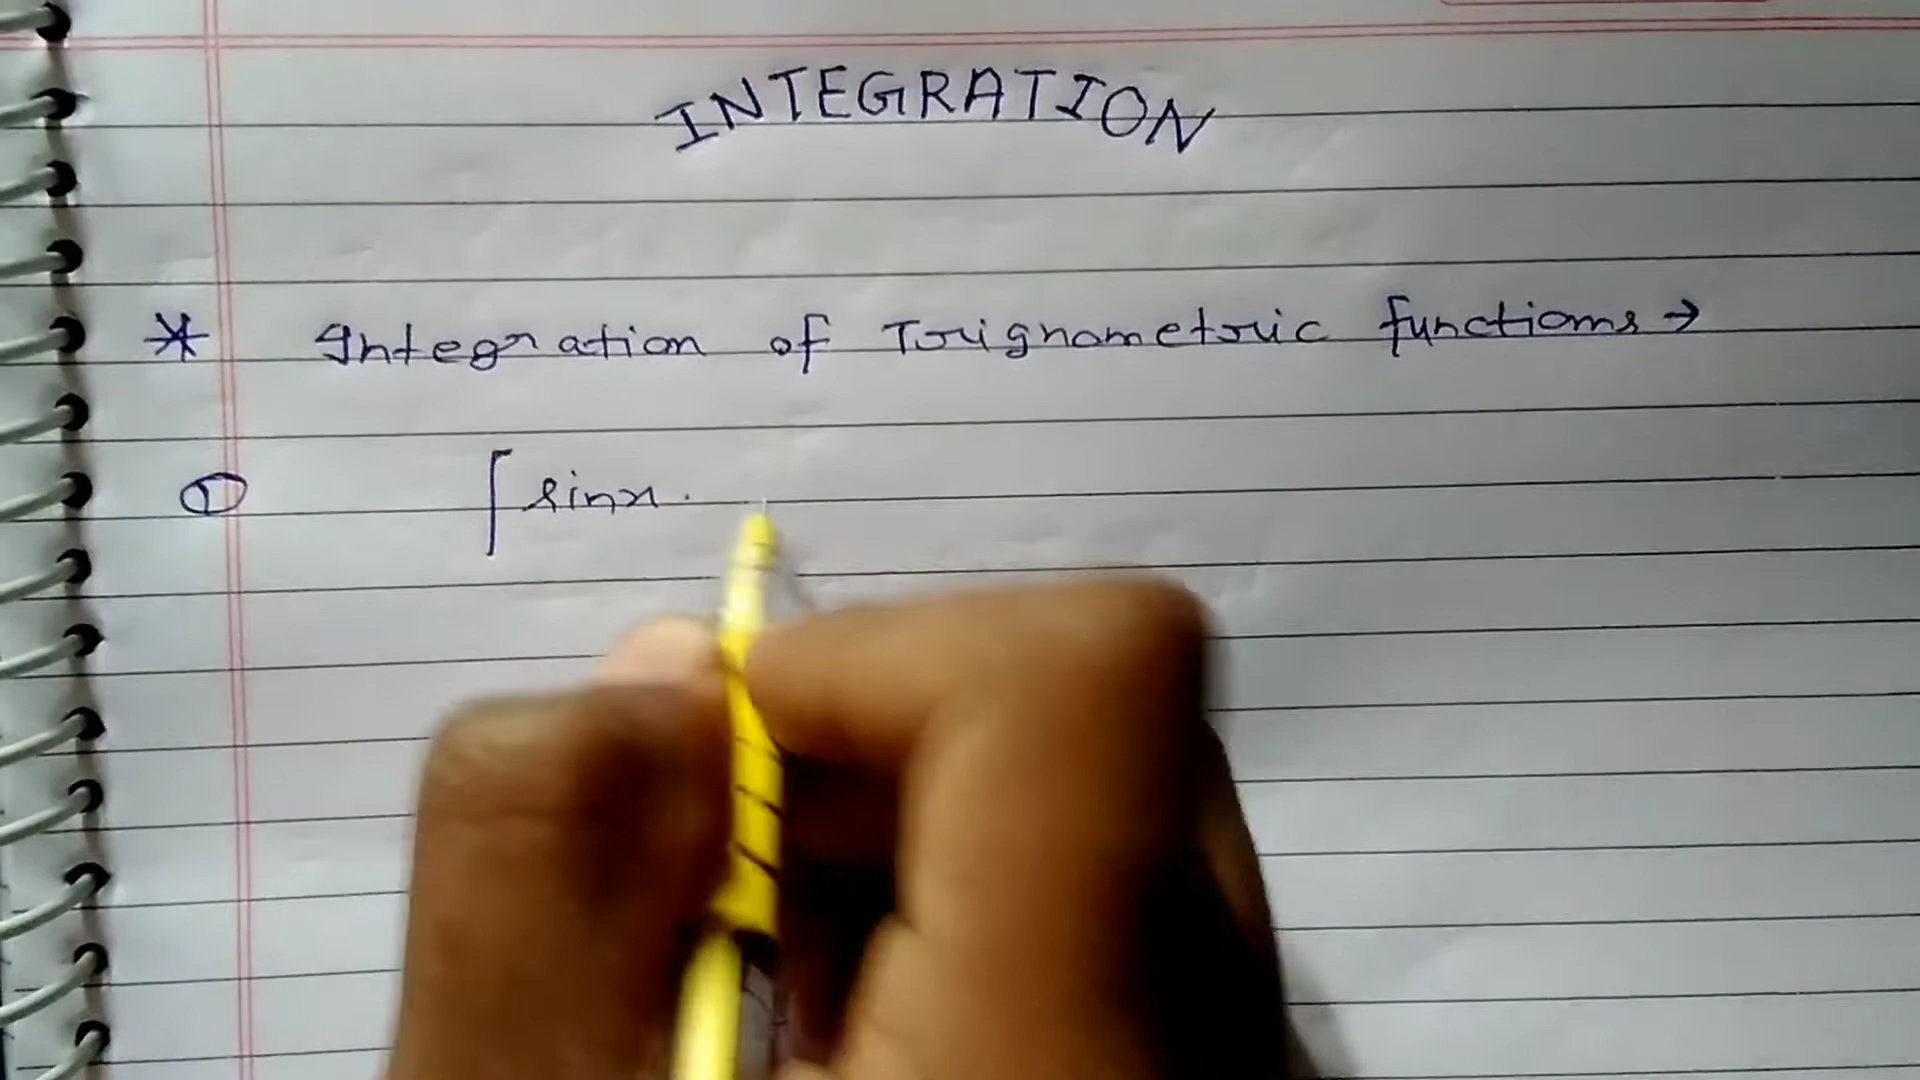 INTEGRATION
* Integration of Trignometric functions →
① ∫ sinx .